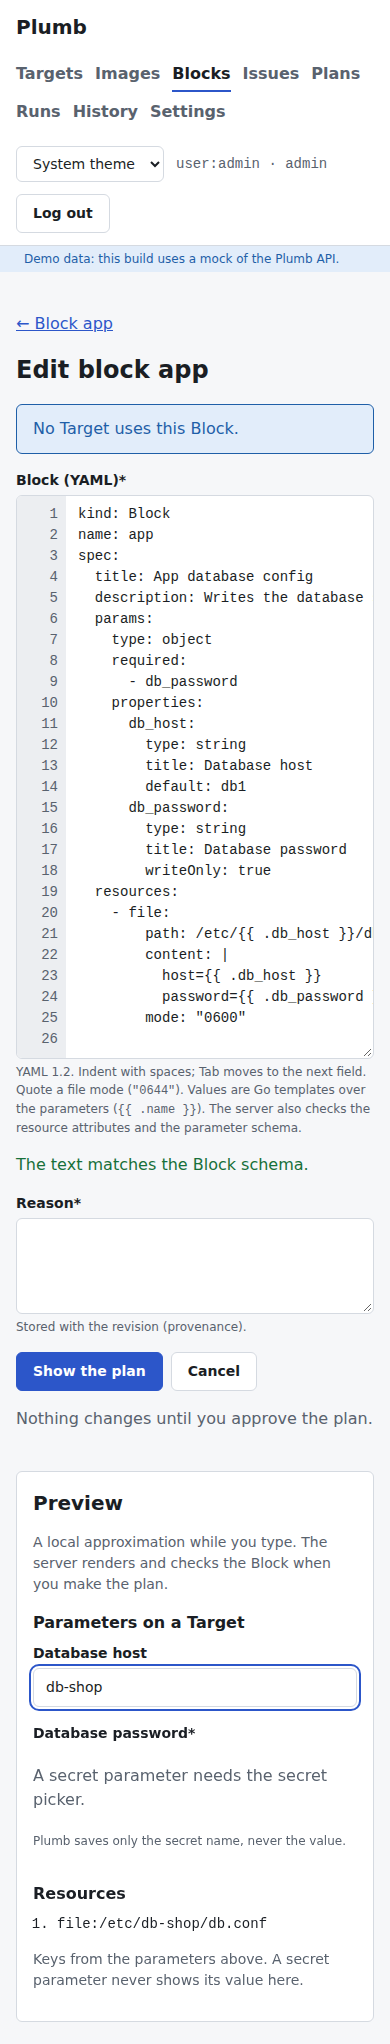 Plumb
Targets Images Blocks Issues Plans
Runs History Settings
System theme user:admin · admin
Log out
Demo data: this build uses a mock of the Plumb API.
← Block app
Edit block app
No Target uses this Block.
Block (YAML)*
1 kind: Block
2 name: app
3 spec:
4   title: App database config
5   description: Writes the database
6   params:
7     type: object
8     required:
9       - db_password
10     properties:
11       db_host:
12         type: string
13         title: Database host
14         default: db1
15       db_password:
16         type: string
17         title: Database password
18         writeOnly: true
19   resources:
20     - file:
21         path: /etc/{{ .db_host }}/d
22         content: |
23           host={{ .db_host }}
24           password={{ .db_password
25         mode: "0600"
26
YAML 1.2. Indent with spaces; Tab moves to the next field.
Quote a file mode ("0644"). Values are Go templates over
the parameters ({{ .name }}). The server also checks the
resource attributes and the parameter schema.
The text matches the Block schema.
Reason*
Stored with the revision (provenance).
Show the plan Cancel
Nothing changes until you approve the plan.
Preview
A local approximation while you type. The
server renders and checks the Block when
you make the plan.
Parameters on a Target
Database host
db-shop
Database password*
A secret parameter needs the secret
picker.
Plumb saves only the secret name, never the value.
Resources
1. file:/etc/db-shop/db.conf
Keys from the parameters above. A secret
parameter never shows its value here.